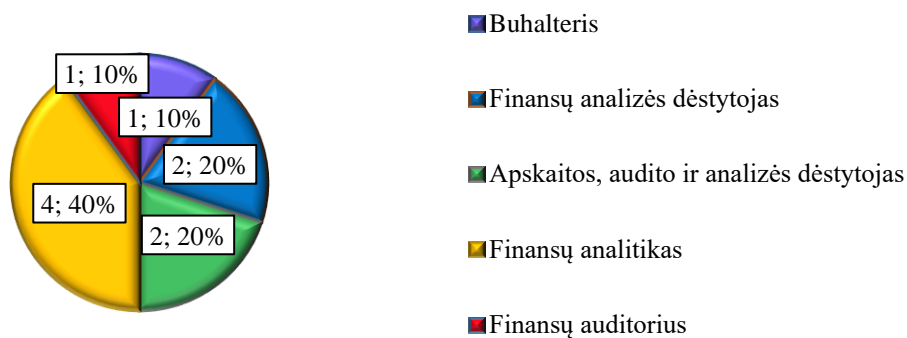 1; 10%
1; 10%
2; 20%
2; 20%
4; 40%
Buhalteris
Finansų analizės dėstytojas
Apskaitos, audito ir analizės dėstytojas
Finansų analitikas
Finansų auditorius